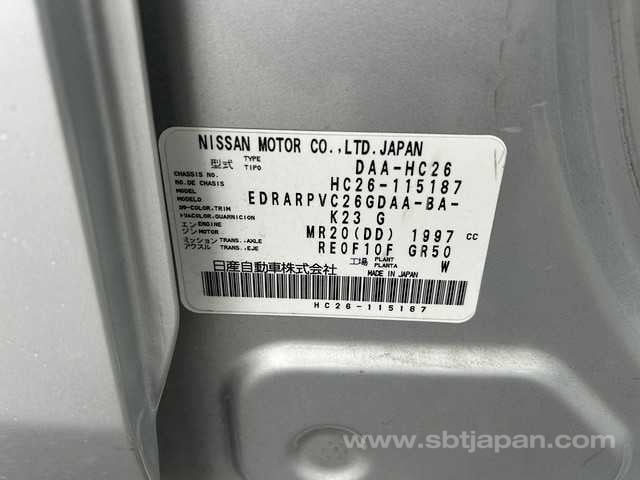 NISSAN MOTOR CO.,LTD.JAPAN
型式 TYPE TIPO DAA-HC26
CHASSIS NO. NO. DE CHASIS HC26-115187
MODEL MODELO EDRARPVC26GDAA-BA-
COLOR,TRIM COLOR,GUARNICION K23 G
エンジン ENGINE MOTOR MR20(DD) 1997 cc
ミッション アクスル TRANS.,AXLE TRANS.,EJE RE0F10F GR50
工場 PLANT PLANTA W
日産自動車株式会社 MADE IN JAPAN
HC26-115187
www.sbtjapan.com